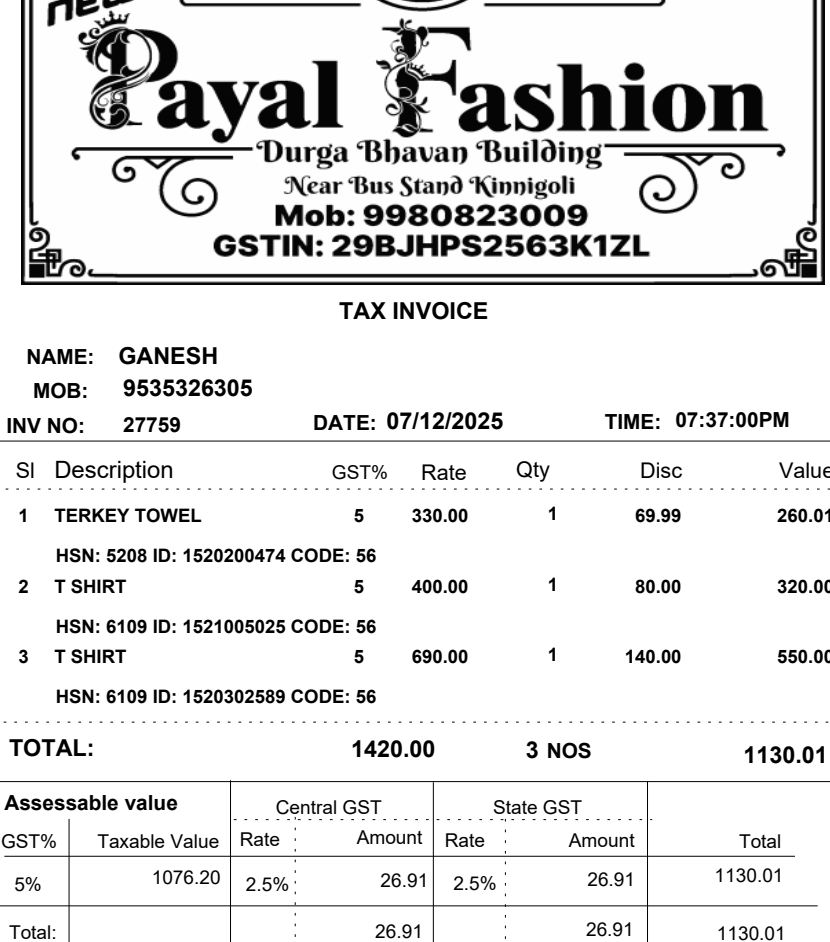 new
Payal Fashion
Durga Bhavan Building
Near Bus Stand Kinnigoli
Mob: 9980823009
GSTIN: 29BJHPS2563K1ZL
TAX INVOICE
NAME: GANESH
MOB: 9535326305
INV NO: 27759 DATE: 07/12/2025 TIME: 07:37:00PM
Sl Description GST% Rate Qty Disc Value
1 TERKEY TOWEL 5 330.00 1 69.99 260.01
HSN: 5208 ID: 1520200474 CODE: 56
2 T SHIRT 5 400.00 1 80.00 320.00
HSN: 6109 ID: 1521005025 CODE: 56
3 T SHIRT 5 690.00 1 140.00 550.00
HSN: 6109 ID: 1520302589 CODE: 56
TOTAL: 1420.00 3 NOS 1130.01
Assessable value Central GST State GST
GST% Taxable Value Rate Amount Rate Amount Total
5% 1076.20 2.5% 26.91 2.5% 26.91 1130.01
Total: 26.91 26.91 1130.01